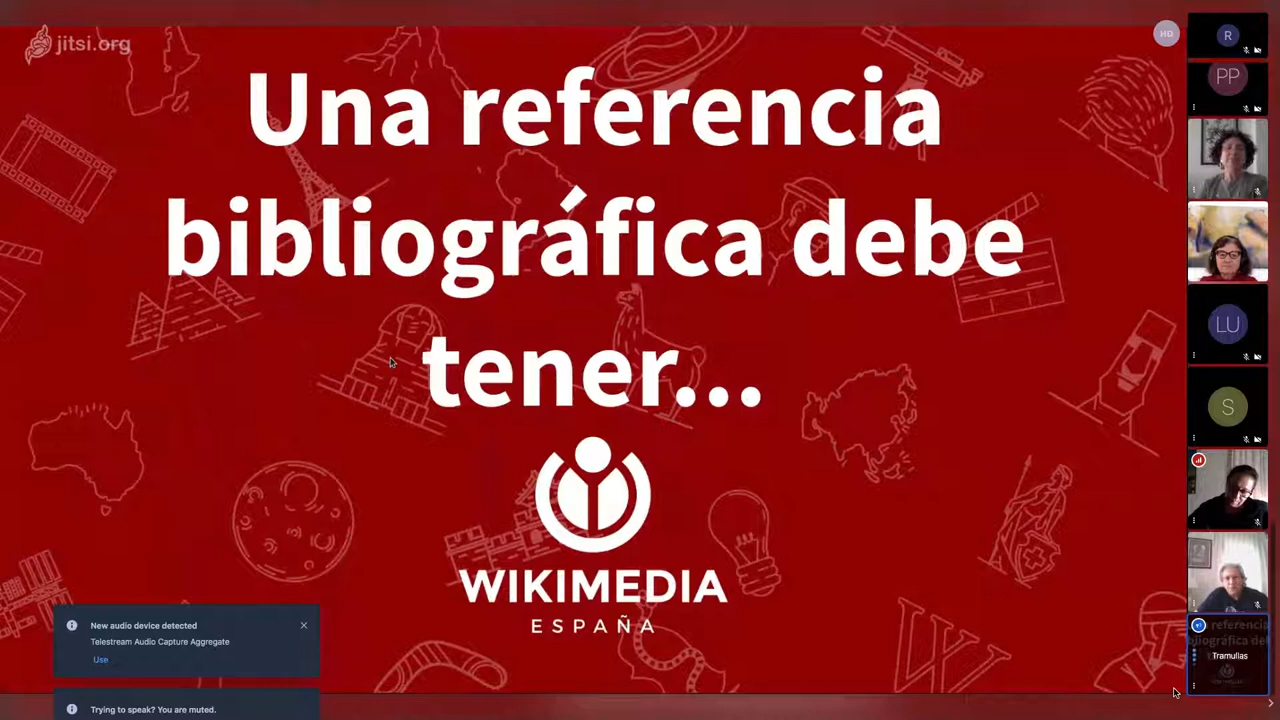 jitsi.org
HD
R
PP
Una referencia
bibliográfica debe
tener...
LU
S
WIKIMEDIA
ESPAÑA
W
New audio device detected
Telestream Audio Capture Aggregate
Use
Trying to speak? You are muted.
Tramullas